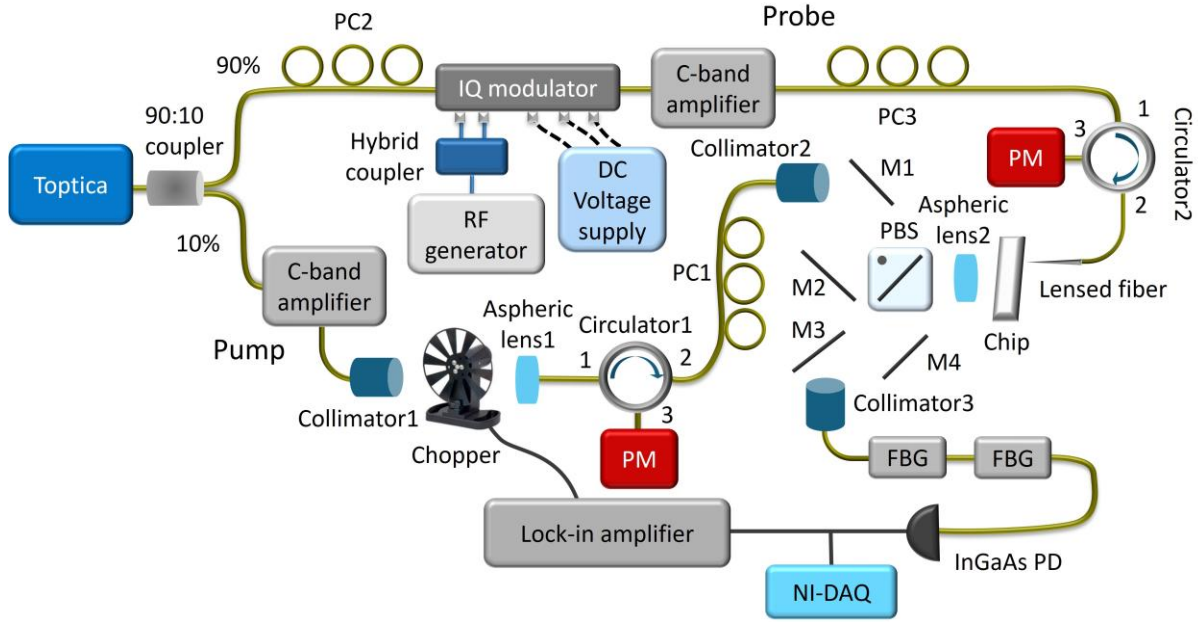 Probe
PC2
90%
IQ modulator
C-band
amplifier
PC3
1
3
2
Circulator2
PM
90:10
coupler
Toptica
Hybrid
coupler
RF
generator
DC
Voltage
supply
Collimator2
M1
PBS
Aspheric
lens2
M2
M3
M4
Chip
Lensed fiber
10%
C-band
amplifier
Pump
Collimator1
Chopper
Aspheric
lens1
Circulator1
1
2
3
PC1
PM
Collimator3
FBG
FBG
Lock-in amplifier
InGaAs PD
NI-DAQ